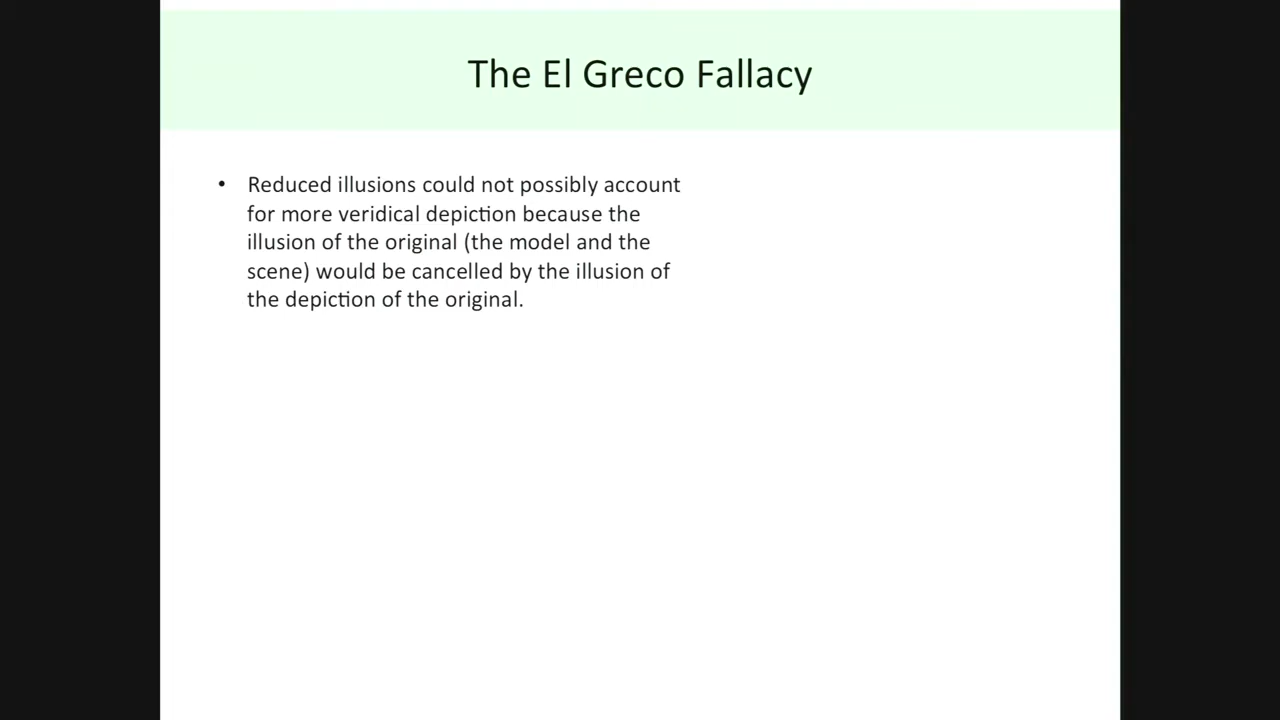 The El Greco Fallacy
• Reduced illusions could not possibly account
for more veridical depiction because the
illusion of the original (the model and the
scene) would be cancelled by the illusion of
the depiction of the original.